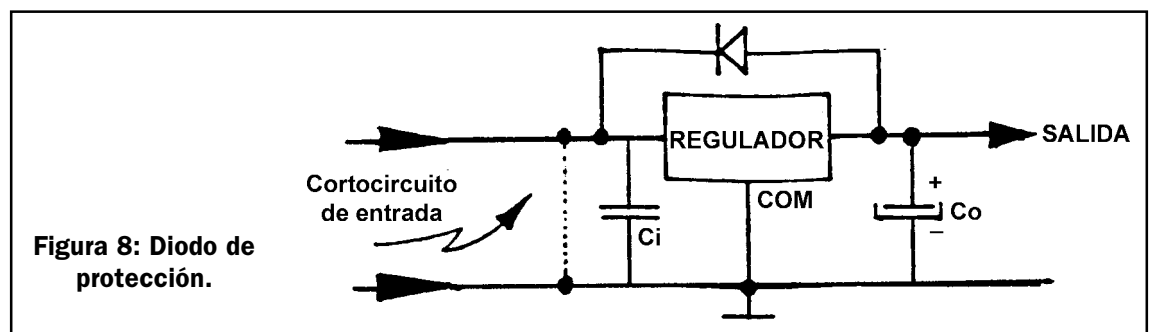 REGULADOR
SALIDA
Cortocircuito
de entrada
COM
+
Co
–
Ci
Figura 8: Diodo de
protección.